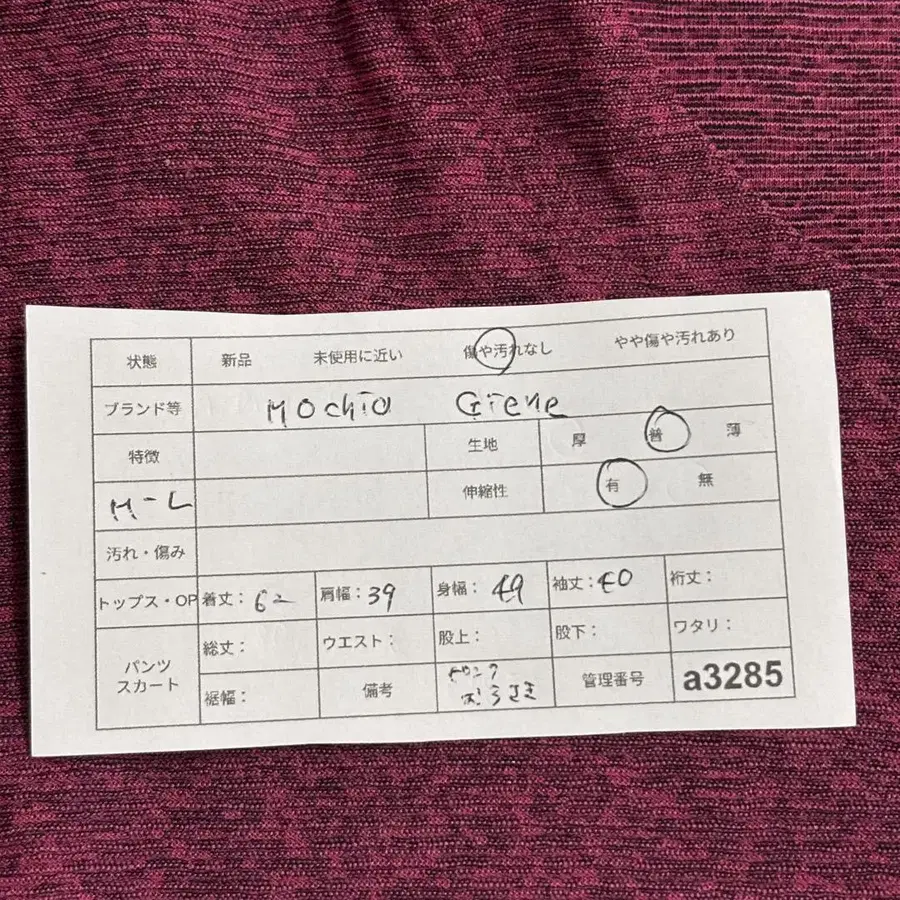 状態 新品 未使用に近い 傷や汚れなし やや傷や汚れあり
ブランド等 Mochia Giene
特徴 生地 厚 普 薄
M-L 伸縮性 有 無
汚れ・傷み
トップス・OP 着丈：62 肩幅：39 身幅：49 袖丈：40 裄丈：
パンツ スカート 総丈： ウエスト： 股上： 股下： ワタリ：
裾幅： 備考 管理番号 a3285